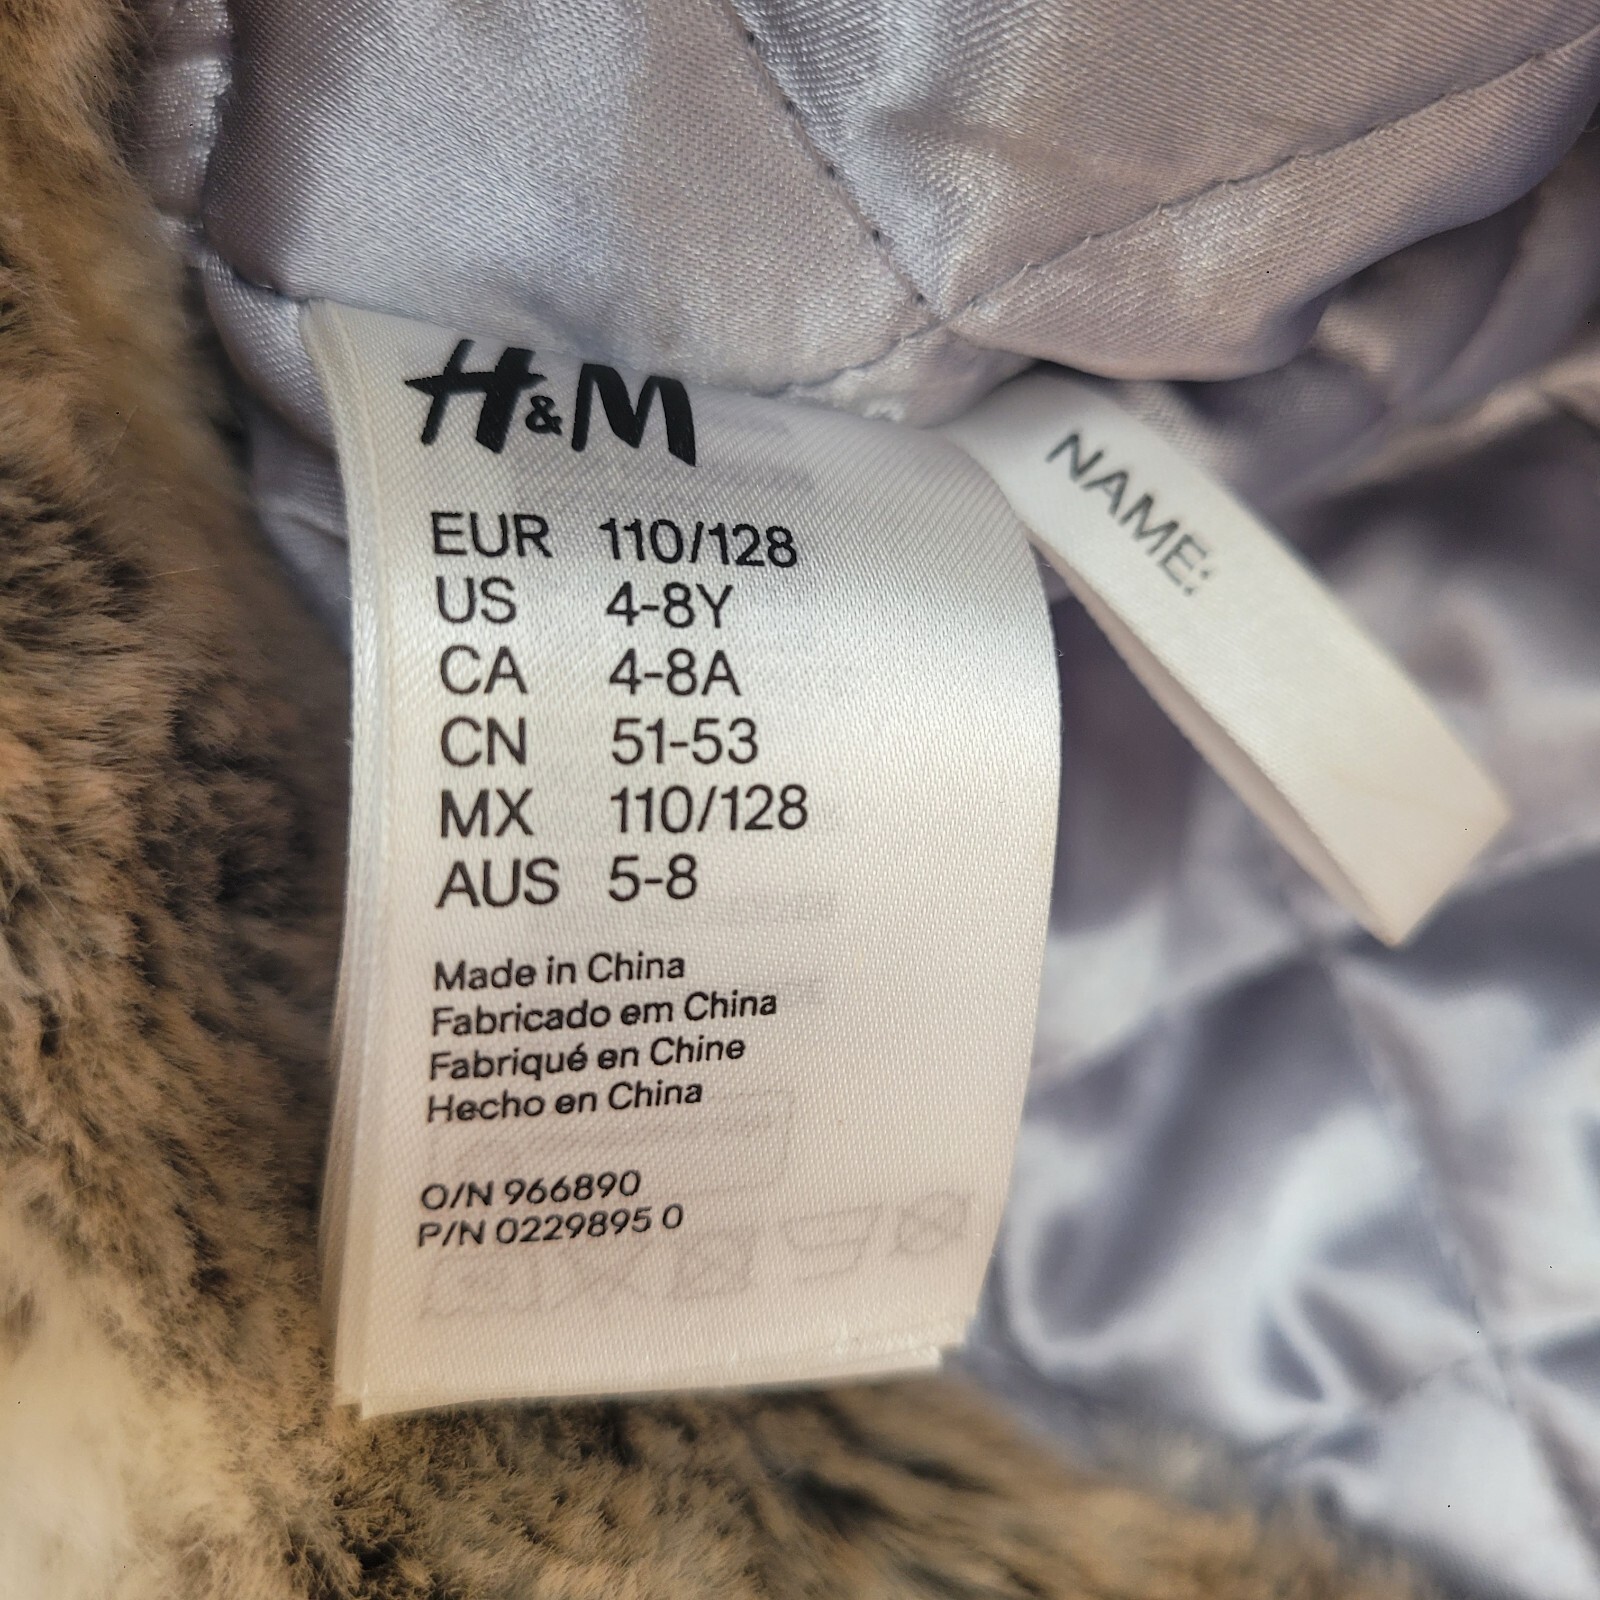 H&M
EUR 110/128
US 4-8Y
CA 4-8A
CN 51-53
MX 110/128
AUS 5-8
Made in China
Fabricado em China
Fabriqué en Chine
Hecho en China
O/N 966890
P/N 0229895 0
NAME: